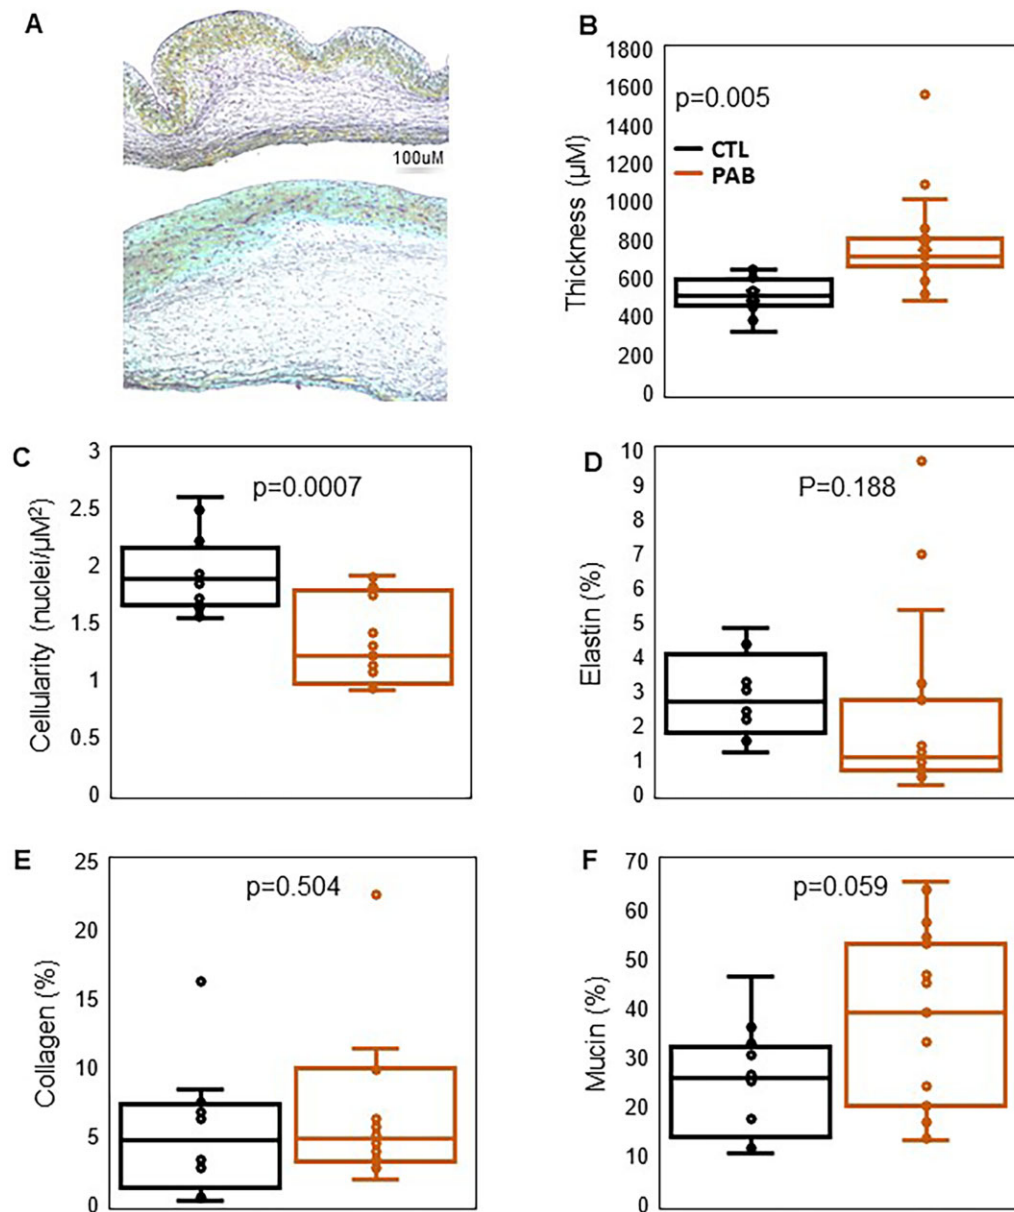 A
100uM
B
Thickness (µM)
1800
1600
1400
1200
1000
800
600
400
200
0
p=0.005
CTL
PAB
C
Cellularity (nuclei/µM²)
3
2.5
2
1.5
1
0.5
0
p=0.0007
D
Elastin (%)
10
9
8
7
6
5
4
3
2
1
0
P=0.188
E
Collagen (%)
25
20
15
10
5
0
p=0.504
F
Mucin (%)
70
60
50
40
30
20
10
0
p=0.059